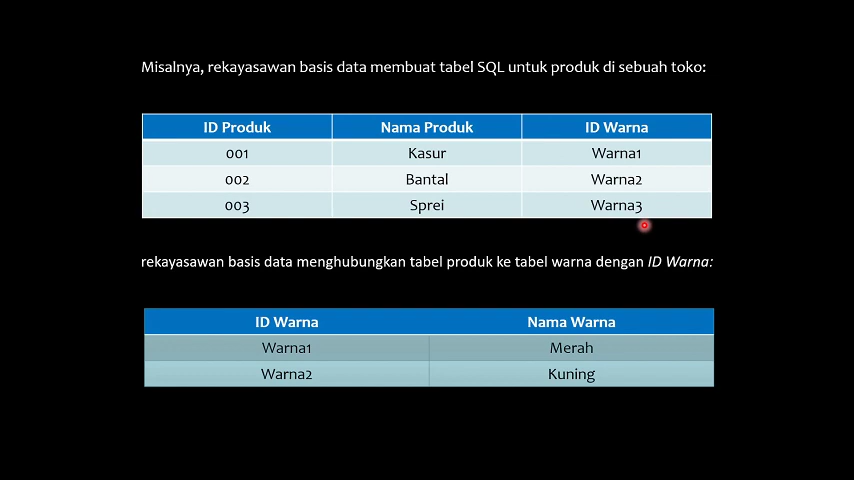 Misalnya, rekayasawan basis data membuat tabel SQL untuk produk di sebuah toko:
ID Produk Nama Produk ID Warna
001 Kasur Warna1
002 Bantal Warna2
003 Sprei Warna3
rekayasawan basis data menghubungkan tabel produk ke tabel warna dengan ID Warna:
ID Warna Nama Warna
Warna1 Merah
Warna2 Kuning